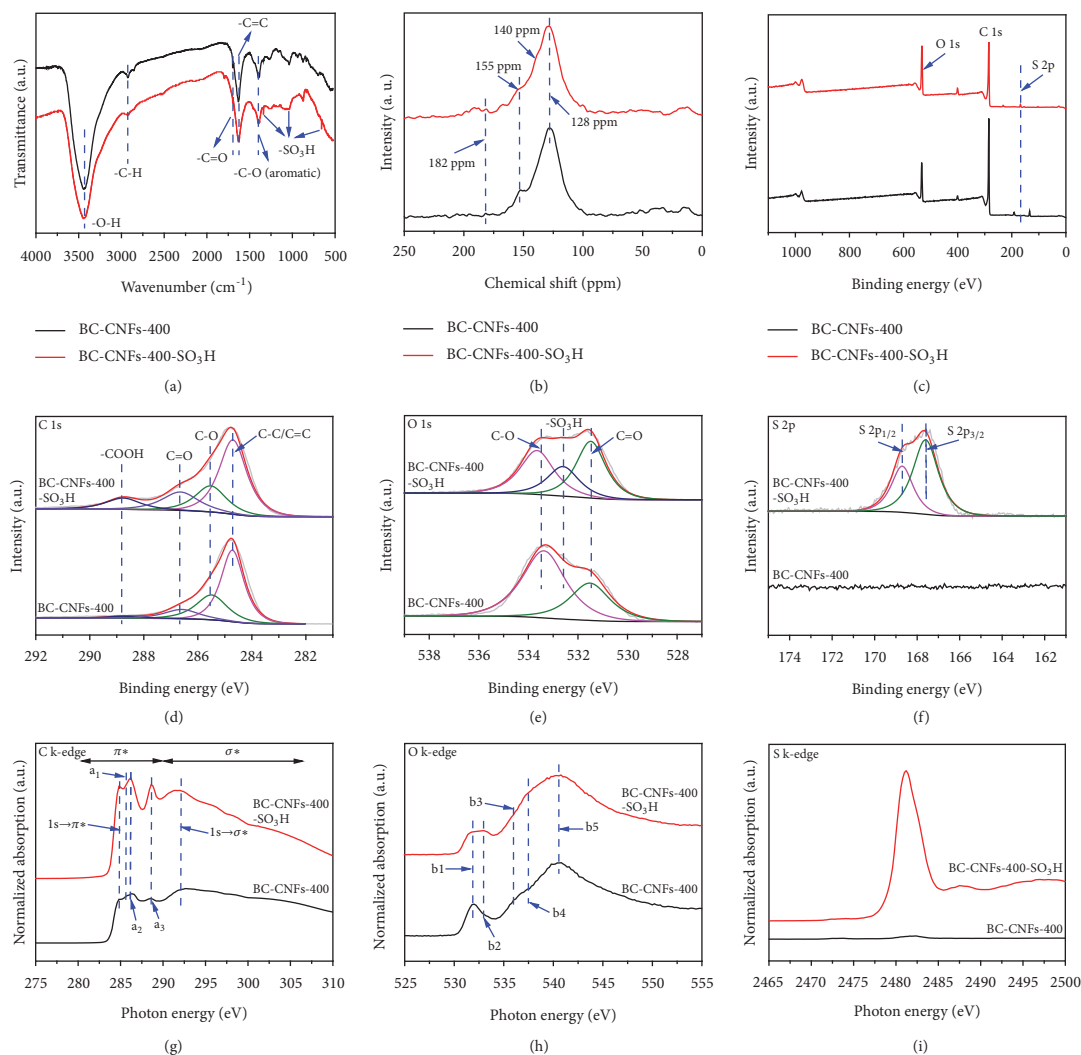 -C=C
-C=O
-C-H
-SO₃H
-C-O (aromatic)
-O-H
Transmittance (a.u.)
4000 3500 3000 2500 2000 1500 1000 500
Wavenumber (cm⁻¹)
BC-CNFs-400
BC-CNFs-400-SO₃H
(a)
140 ppm
155 ppm
128 ppm
182 ppm
Intensity (a. u.)
250 200 150 100 50 0
Chemical shift (ppm)
BC-CNFs-400
BC-CNFs-400-SO₃H
(b)
C 1s
O 1s
S 2p
Intensity (a.u.)
1000 800 600 400 200 0
Binding energy (eV)
BC-CNFs-400
BC-CNFs-400-SO₃H
(c)
C 1s
C-O
C-C/C=C
C=O
-COOH
BC-CNFs-400
-SO₃H
BC-CNFs-400
Intensity (a.u.)
292 290 288 286 284 282
Binding energy (eV)
(d)
O 1s
-SO₃H
C-O
C=O
BC-CNFs-400
-SO₃H
BC-CNFs-400
Intensity (a.u.)
538 536 534 532 530 528
Binding energy (eV)
(e)
S 2p
S 2p₁/₂
S 2p₃/₂
BC-CNFs-400
-SO₃H
BC-CNFs-400
Intensity (a.u.)
174 172 170 168 166 164 162
Binding energy (eV)
(f)
C k-edge
π*
σ*
a₁
BC-CNFs-400
-SO₃H
1s→π*
1s→σ*
BC-CNFs-400
a₂
a₃
Normalized absorption (a.u.)
275 280 285 290 295 300 305 310
Photon energy (eV)
(g)
O k-edge
b3
BC-CNFs-400
-SO₃H
b5
b1
BC-CNFs-400
b4
b2
Normalized absorption (a.u.)
525 530 535 540 545 550 555
Photon energy (eV)
(h)
S k-edge
BC-CNFs-400-SO₃H
BC-CNFs-400
Normalized absorption (a.u.)
2465 2470 2475 2480 2485 2490 2495 2500
Photon energy (eV)
(i)